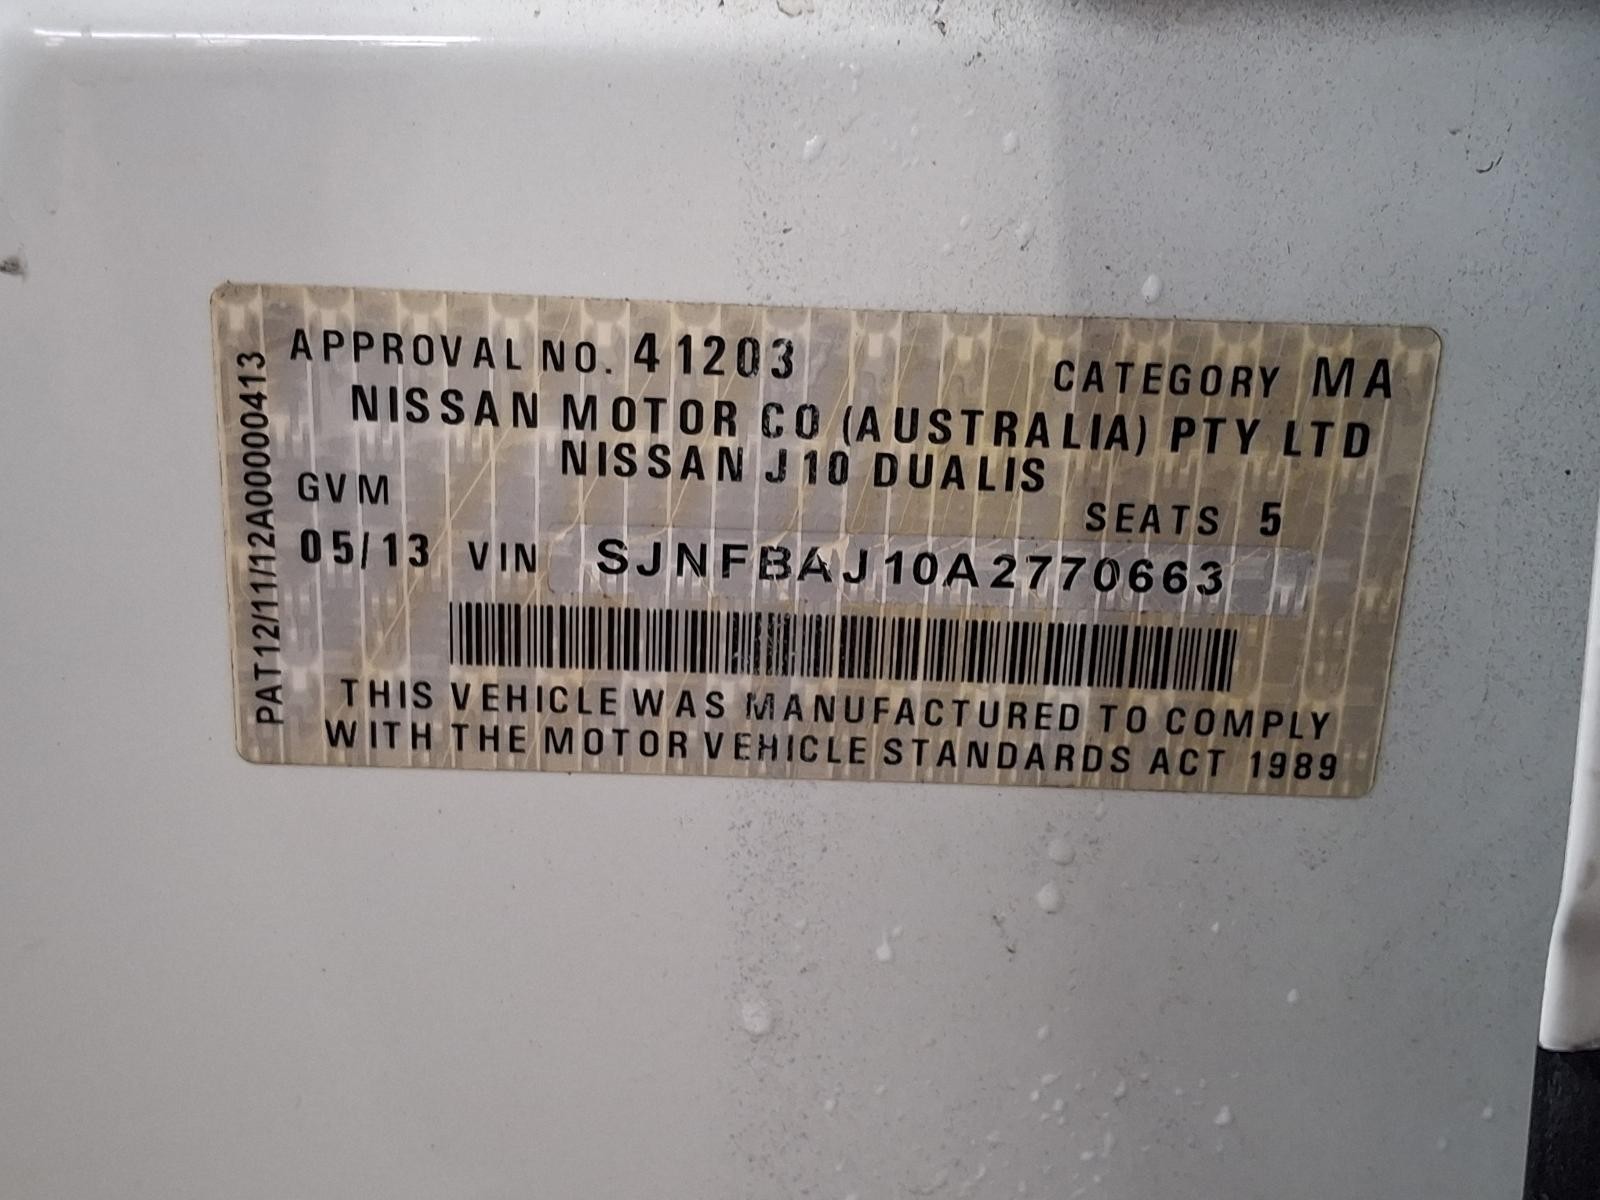 APPROVAL NO. 41203 CATEGORY MA
NISSAN MOTOR CO (AUSTRALIA) PTY LTD
NISSAN J10 DUALIS
GVM SEATS 5
05/13 VIN SJNFBAJ10A2770663
THIS VEHICLE WAS MANUFACTURED TO COMPLY
WITH THE MOTOR VEHICLE STANDARDS ACT 1989
PAT12/11/12A00000413